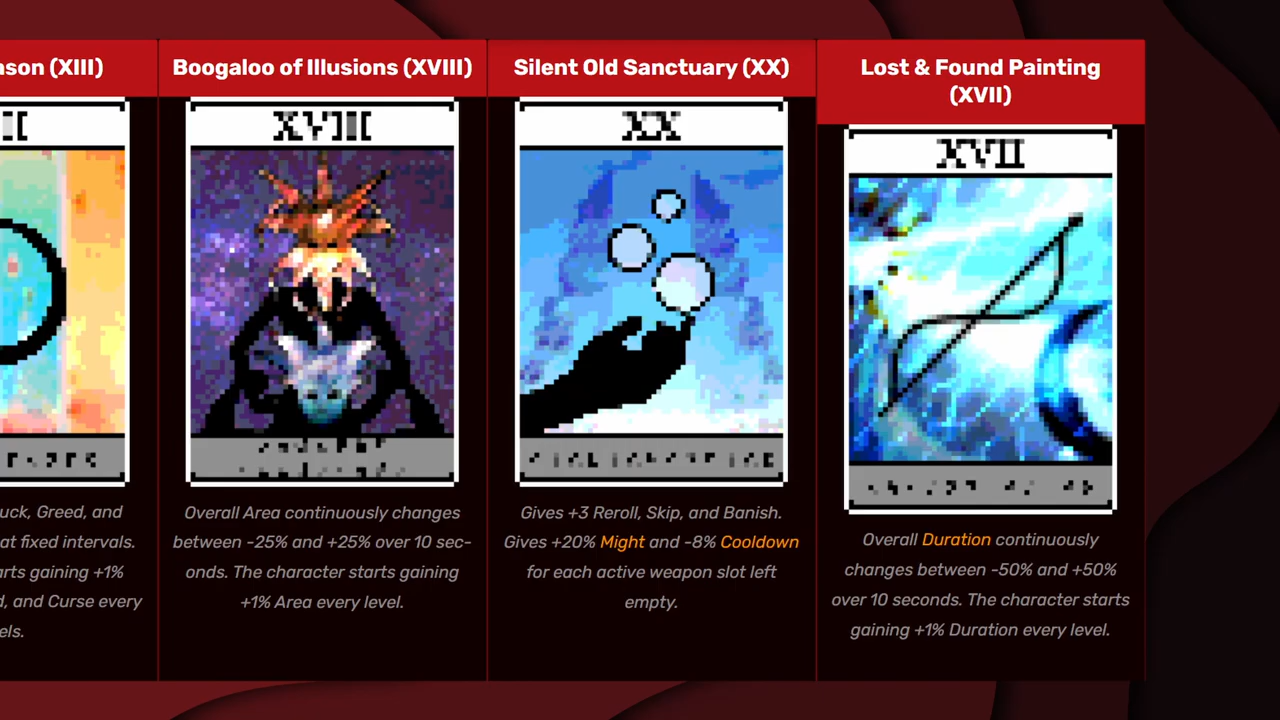 ason (XIII)
II
uck, Greed, and
at fixed intervals.
arts gaining +1%
d, and Curse every
els.
Boogaloo of Illusions (XVIII)
XVIII
Overall Area continuously changes
between -25% and +25% over 10 sec-
onds. The character starts gaining
+1% Area every level.
Silent Old Sanctuary (XX)
XX
Gives +3 Reroll, Skip, and Banish.
Gives +20% Might and -8% Cooldown
for each active weapon slot left
empty.
Lost & Found Painting
(XVII)
XVII
Overall Duration continuously
changes between -50% and +50%
over 10 seconds. The character starts
gaining +1% Duration every level.